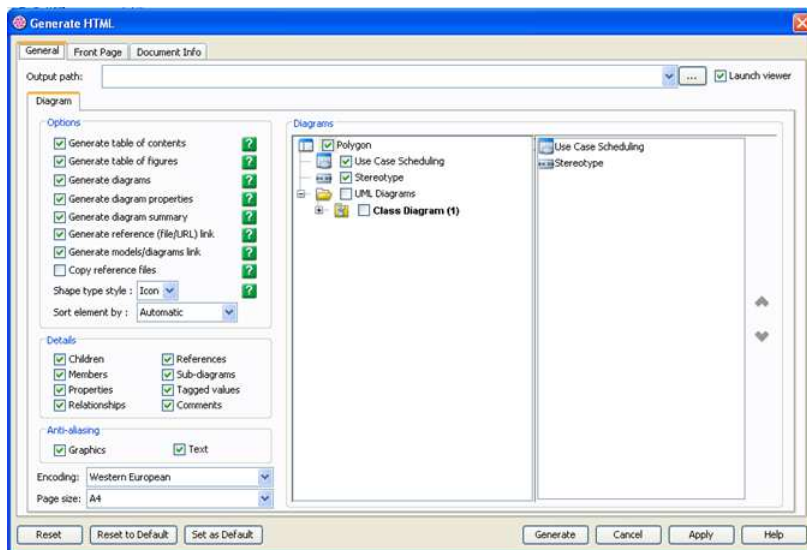 Generate HTML
General Front Page Document Info
Output path: ... Launch viewer
Diagram
Options
Generate table of contents ?
Generate table of figures ?
Generate diagrams ?
Generate diagram properties ?
Generate diagram summary ?
Generate reference (file/URL) link ?
Generate models/diagrams link ?
Copy reference files ?
Shape type style : Icon ?
Sort element by : Automatic
Details
Children References
Members Sub-diagrams
Properties Tagged values
Relationships Comments
Anti-aliasing
Graphics Text
Encoding: Western European
Page size: A4
Diagrams
Polygon
Use Case Scheduling
Stereotype
UML Diagrams
Class Diagram (1)
Use Case Scheduling
Stereotype
Reset Reset to Default Set as Default Generate Cancel Apply Help